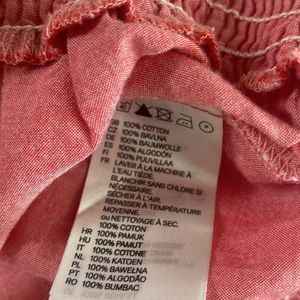 GB 100% COTTON
CZ 100% BAVLNA
DE 100% BAUMWOLLE
ES 100% ALGODÓN
FI 100% PUUVILLAA
FR LAVER À LA MACHINE À
L'EAU TIÈDE.
BLANCHIR SANS CHLORE SI
NÉCESSAIRE.
SÉCHER À L'AIR.
REPASSER À TEMPÉRATURE
MOYENNE.
ou NETTOYAGE À SEC.
100% COTON
HR 100% PAMUK
HU 100% PAMUT
IT 100% COTONE
NL 100% KATOEN
PL 100% BAWEŁNA
PT 100% ALGODÃO
RO 100% BUMBAC